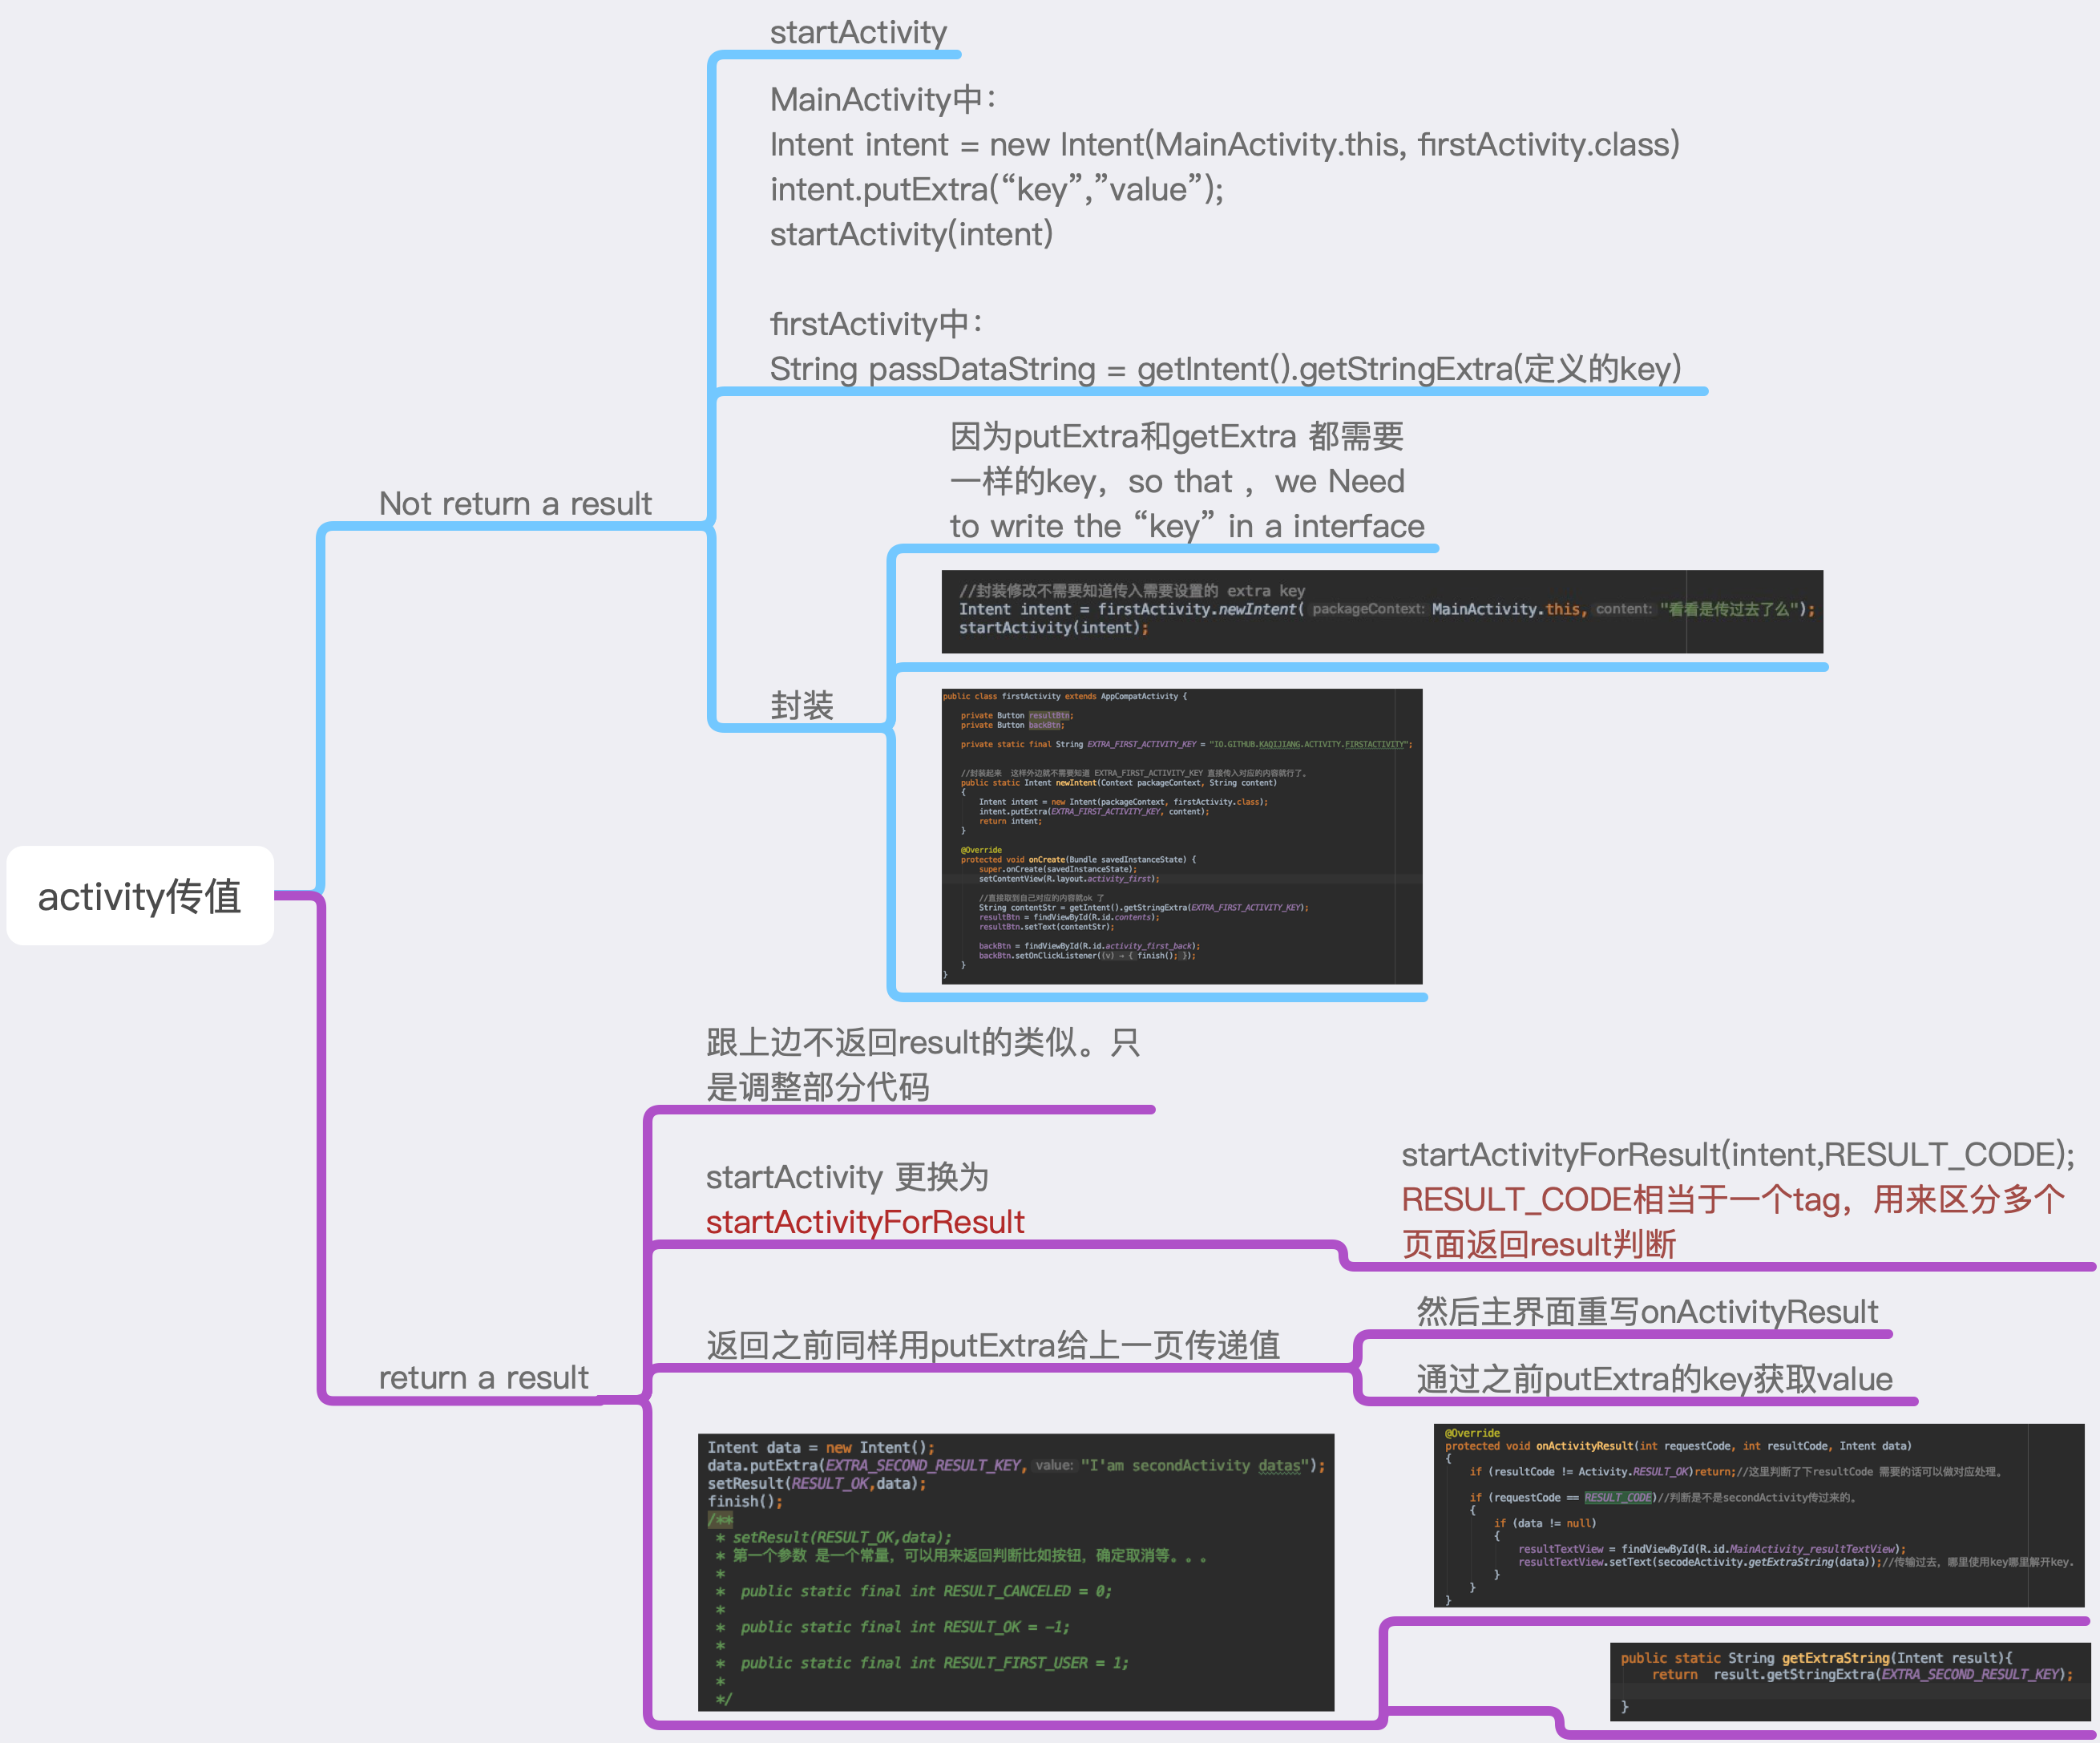 startActivity
MainActivity中：
Intent intent = new Intent(MainActivity.this, firstActivity.class)
intent.putExtra(“key”,”value”);
startActivity(intent)
firstActivity中：
String passDataString = getIntent().getStringExtra(定义的key)
Not return a result
因为putExtra和getExtra 都需要
一样的key，so that ，we Need
to write the “key” in a interface
//封装修改不需要知道传入需要设置的 extra key
Intent intent = firstActivity.newIntent( packageContext: MainActivity.this, content: "看看是传过去了么");
startActivity(intent);
封装
public class firstActivity extends AppCompatActivity {
private Button resultBtn;
private Button backBtn;
private static final String EXTRA_FIRST_ACTIVITY_KEY = "IO.GITHUB.KAQIJIANG.ACTIVITY.FIRSTACTIVITY";
//封装起来 这样外边就不需要知道 EXTRA_FIRST_ACTIVITY_KEY 直接传入对应的内容就行了。
public static Intent newIntent(Context packageContext, String content)
{
Intent intent = new Intent(packageContext, firstActivity.class);
intent.putExtra(EXTRA_FIRST_ACTIVITY_KEY, content);
return intent;
}
@Override
protected void onCreate(Bundle savedInstanceState) {
super.onCreate(savedInstanceState);
setContentView(R.layout.activity_first);
//直接取到自己对应的内容就ok 了
String contentStr = getIntent().getStringExtra(EXTRA_FIRST_ACTIVITY_KEY);
resultBtn = findViewById(R.id.contents);
resultBtn.setText(contentStr);
backBtn = findViewById(R.id.activity_first_back);
backBtn.setOnClickListener((v) → { finish(); });
}
}
activity传值
跟上边不返回result的类似。只
是调整部分代码
startActivity 更换为
startActivityForResult
startActivityForResult(intent,RESULT_CODE);
RESULT_CODE相当于一个tag，用来区分多个
页面返回result判断
返回之前同样用putExtra给上一页传递值
然后主界面重写onActivityResult
通过之前putExtra的key获取value
return a result
Intent data = new Intent();
data.putExtra(EXTRA_SECOND_RESULT_KEY, value: "I'am secondActivity datas");
setResult(RESULT_OK,data);
finish();
/**
* setResult(RESULT_OK,data);
* 第一个参数 是一个常量，可以用来返回判断比如按钮，确定取消等。。。
*
* public static final int RESULT_CANCELED = 0;
*
* public static final int RESULT_OK = -1;
*
* public static final int RESULT_FIRST_USER = 1;
*
*/
@Override
protected void onActivityResult(int requestCode, int resultCode, Intent data)
{
if (resultCode != Activity.RESULT_OK)return;//这里判断了下resultCode 需要的话可以做对应处理。
if (requestCode == RESULT_CODE)//判断是不是secondActivity传过来的。
{
if (data != null)
{
resultTextView = findViewById(R.id.MainActivity_resultTextView);
resultTextView.setText(secodeActivity.getExtraString(data));//传输过去，哪里使用key哪里解开key.
}
}
}
public static String getExtraString(Intent result){
return result.getStringExtra(EXTRA_SECOND_RESULT_KEY);
}